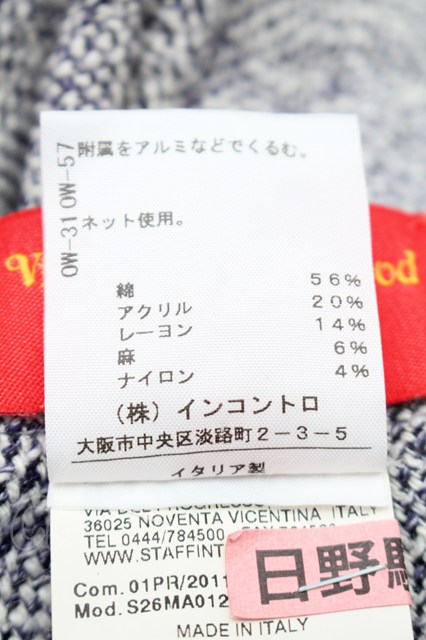 附属をアルミなどでくるむ。
ネット使用。
0W-310W-57
綿 56%
アクリル 20%
レーヨン 14%
麻 6%
ナイロン 4%
(株)インコントロ
大阪市中央区淡路町2-3-5
イタリア製
V ood
36025 NOVENTA VICENTINA ITALY
TEL 0444/784500
WWW.STAFFINT
日野
Com. 01PR/2011
Mod. S26MA012
MADE IN ITALY